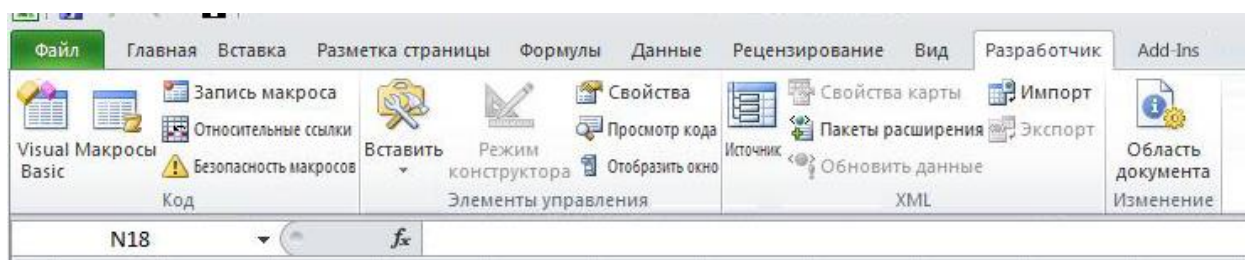 Файл Главная Вставка Разметка страницы Формулы Данные Рецензирование Вид Разработчик Add-Ins
Visual Basic
Макросы
Запись макроса
Относительные ссылки
Безопасность макросов
Код
Вставить
Режим
конструктора
Свойства
Просмотр кода
Отобразить окно
Элементы управления
Источник
Свойства карты
Пакеты расширения
Обновить данные
Импорт
Экспорт
XML
Область
документа
Изменение
N18 fx